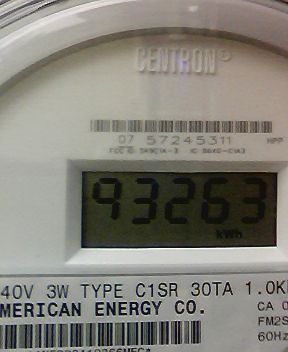 CENTRON®
07 57245311 HPP
93263
kWh
40V 3W TYPE C1SR 30TA 1.0K
MERICAN ENERGY CO.
CA 0
FM2S
60Hz